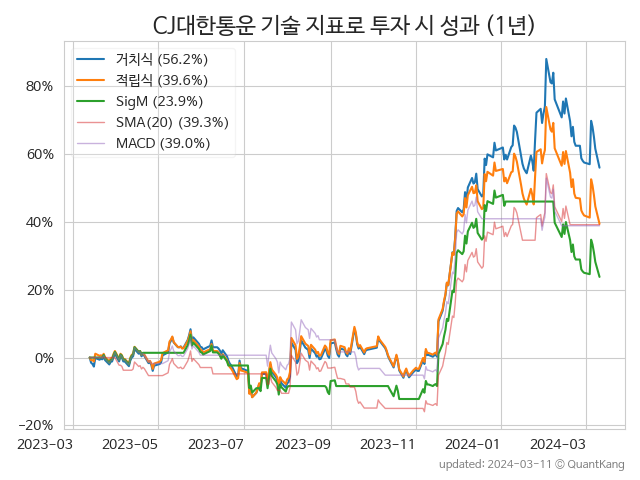 CJ대한통운 기술 지표로 투자 시 성과 (1년)
거치식 (56.2%)
적립식 (39.6%)
SigM (23.9%)
SMA(20) (39.3%)
MACD (39.0%)
80%
60%
40%
20%
0%
−20%
2023-03 2023-05 2023-07 2023-09 2023-11 2024-01 2024-03
updated: 2024-03-11 © QuantKang